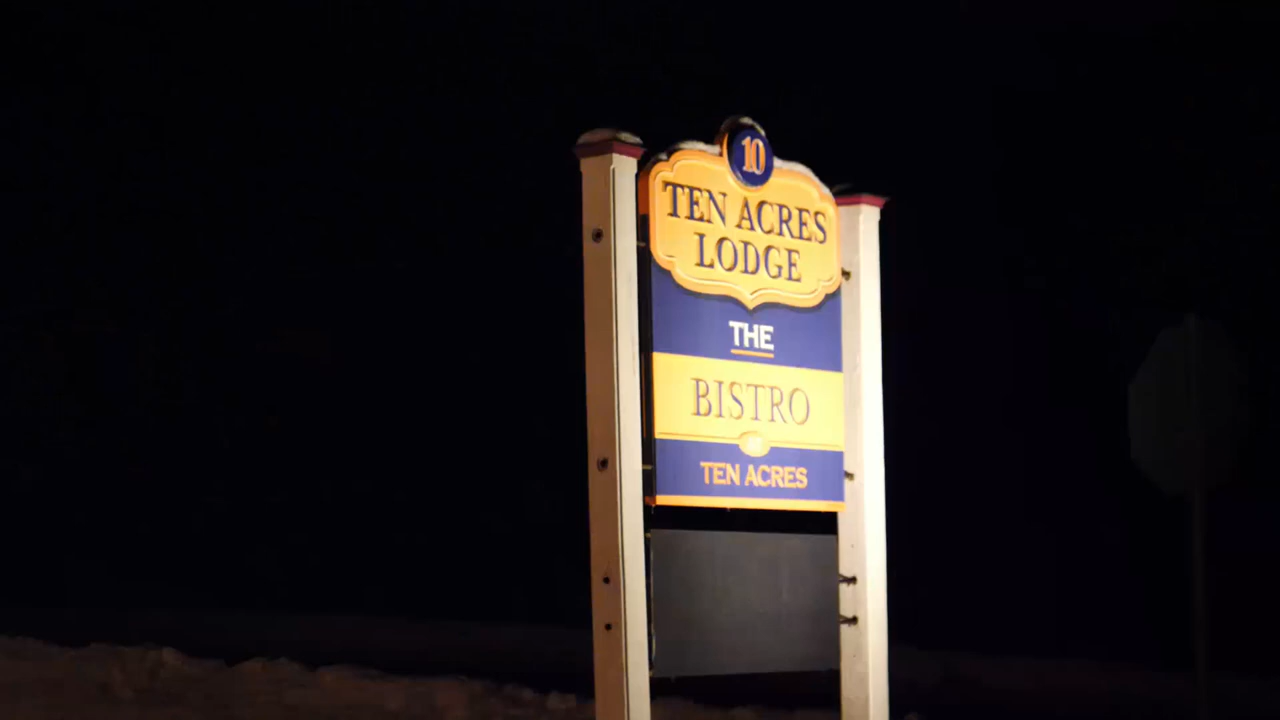 10
TEN ACRES
LODGE
THE
BISTRO
TEN ACRES